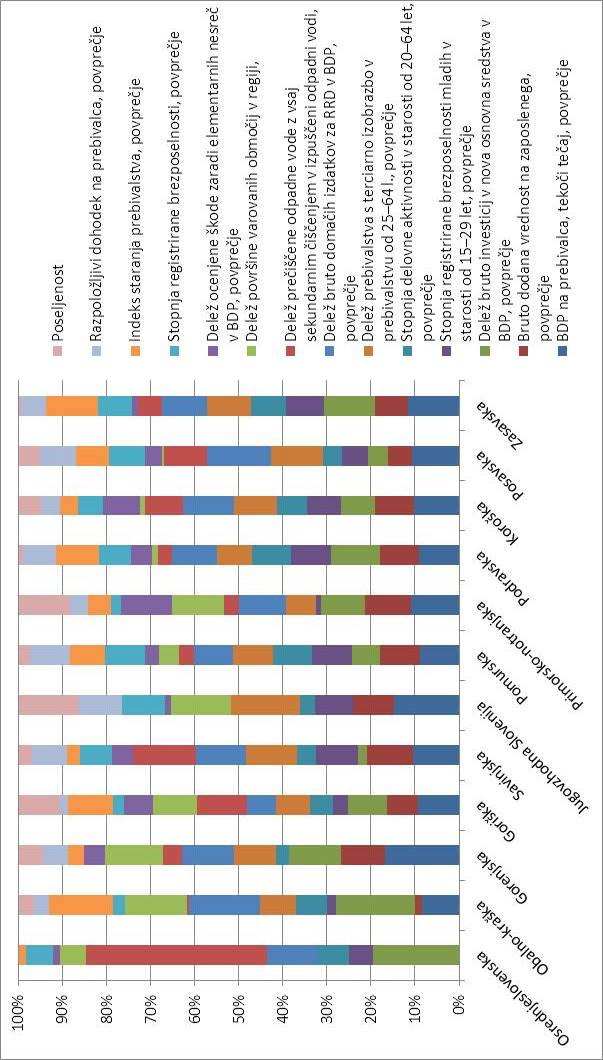 Poseljenost
Razpoložljivi dohodek na prebivalca, povprečje
Indeks staranja prebivalstva, povprečje
Stopnja registrirane brezposelnosti, povprečje
Delež ocenjene škode zaradi elementarnih nesreč
v BDP, povprečje
Delež površine varovanih območij v regiji,
Delež prečiščene odpadne vode z vsaj
sekundarnim čiščenjem v izpuščeni odpadni vodi,
Delež bruto domačih izdatkov za RRD v BDP,
povprečje
Delež prebivalstva s terciarno izobrazbo v
prebivalstvu od 25–64 l., povprečje
Stopnja delovne aktivnosti v starosti od 20–64 let,
povprečje
Stopnja registrirane brezposelnosti mladih v
starosti od 15–29 let, povprečje
Delež bruto investicij v nova osnovna sredstva v
BDP, povprečje
Bruto dodana vrednost na zaposlenega,
povprečje
BDP na prebivalca, tekoči tečaj, povprečje
100%
90%
80%
70%
60%
50%
40%
30%
20%
10%
0%
Osrednjeslovenska
Obalno-kraška
Gorenjska
Goriška
Savinjska
Jugovzhodna Slovenija
Pomurska
Primorsko-notranjska
Podravska
Koroška
Posavska
Zasavska